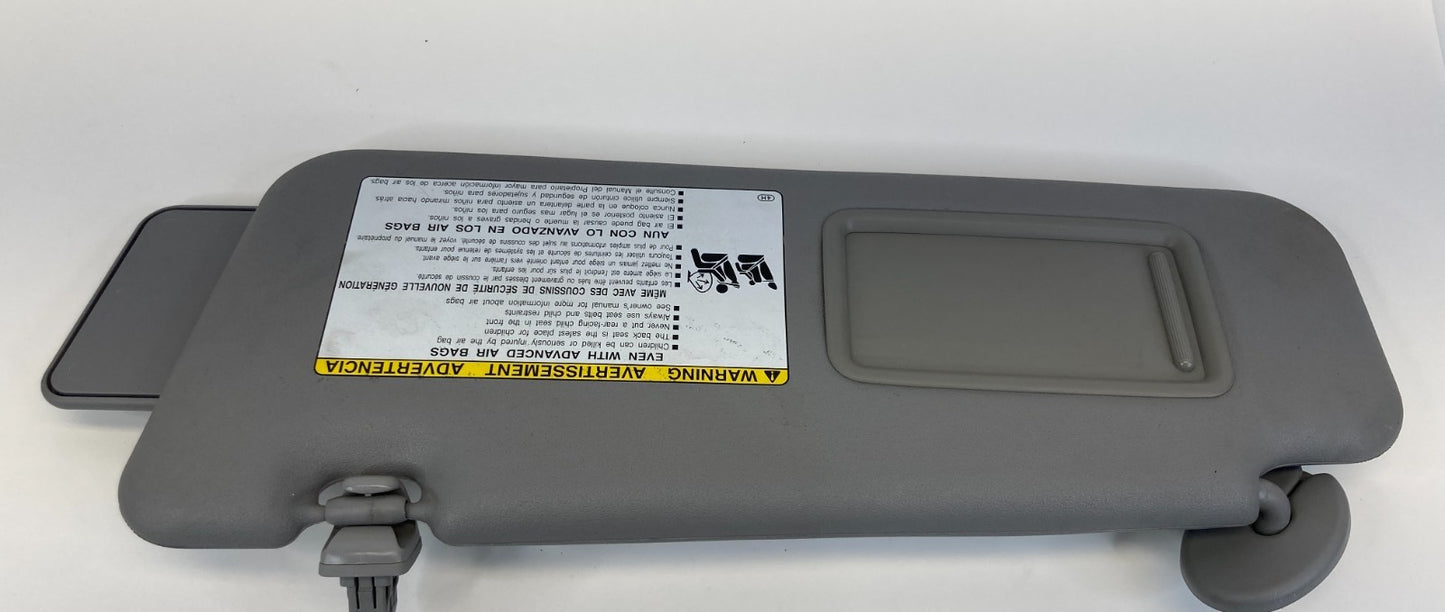 ⚠ WARNING AVERTISSEMENT ADVERTENCIA
EVEN WITH ADVANCED AIR BAGS
■ Children can be killed or seriously injured by the air bag
■ The back seat is the safest place for children
■ Never put a rear-facing child seat in the front
■ Always use seat belts and child restraints
■ See owner's manual for more information about air bags
MÊME AVEC DES COUSSINS DE SÉCURITÉ DE NOUVELLE GÉNÉRATION
■ Les enfants peuvent être tués ou gravement blessés par le coussin de sécurité.
■ Le siège arrière est l'endroit le plus sûr pour les enfants.
■ Ne mettez jamais un siège pour enfant orienté vers l'arrière sur le siège avant.
■ Toujours utiliser les ceintures de sécurité et les systèmes de retenue pour enfants.
■ Pour de plus amples informations au sujet des coussins de sécurité, voyez le manuel du propriétaire.
AUN CON LO AVANZADO EN LOS AIR BAGS
■ El air bag puede causar la muerte o heridas graves a los niños.
■ El asiento posterior es el lugar mas seguro para los niños.
■ Nunca coloque en la parte delantera un asiento para niños mirando hacia atrás.
■ Siempre utilice cinturón de seguridad y sujetadores para niños.
■ Consulte el Manual del Propietario para mayor información acerca de los air bags.
4H